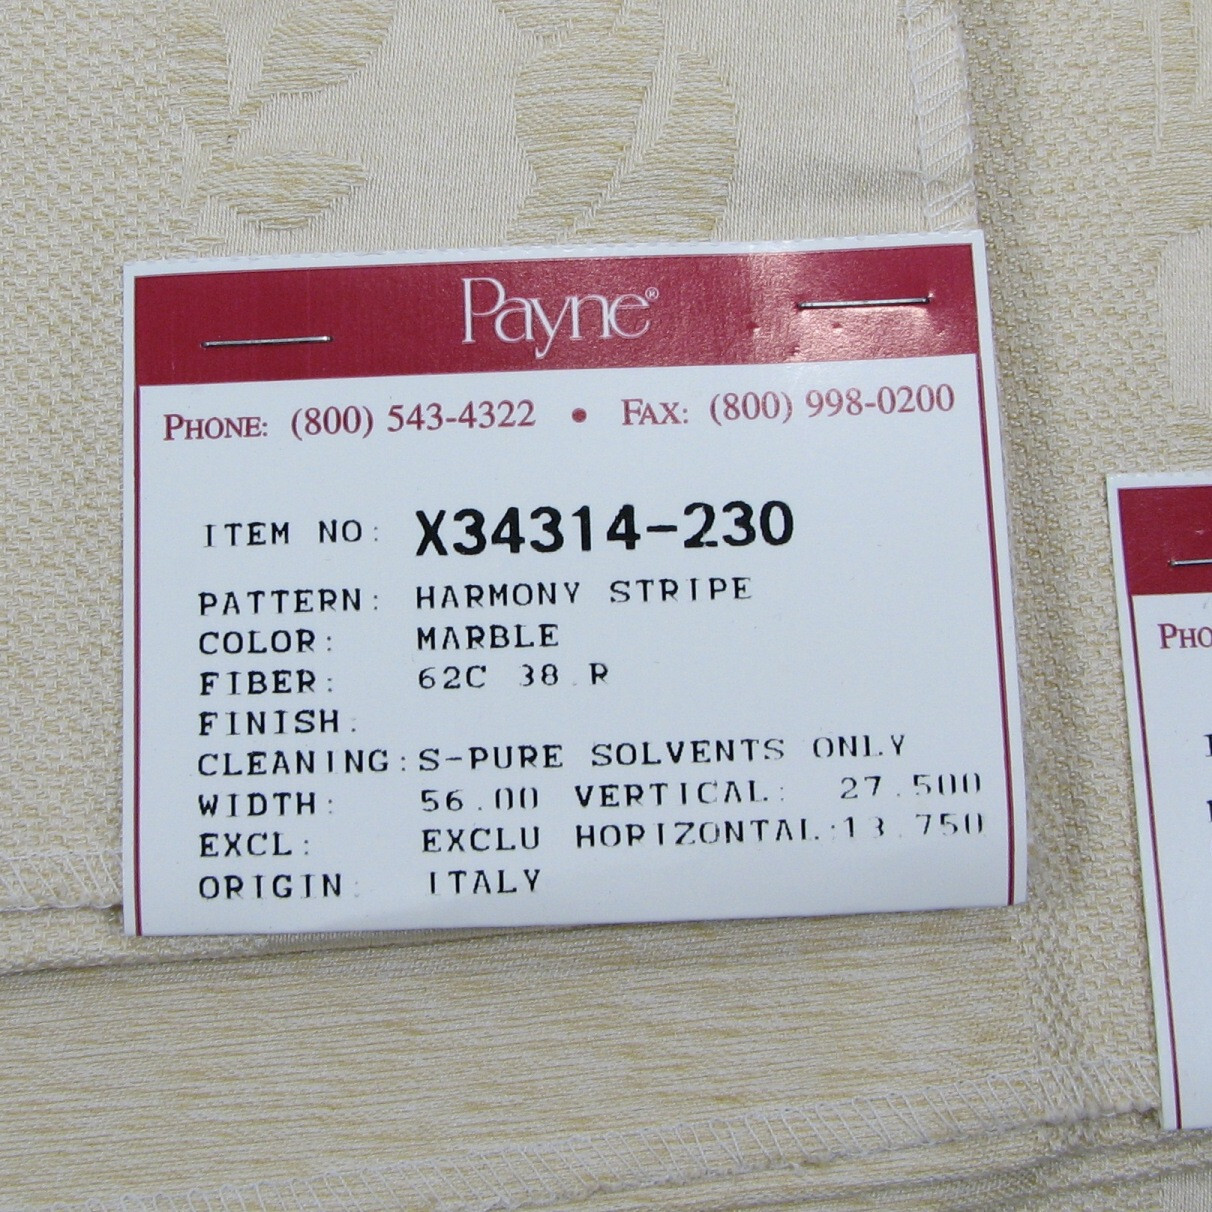 Payne®
PHONE: (800) 543-4322 • FAX: (800) 998-0200
ITEM NO: X34314-230
PATTERN: HARMONY STRIPE
COLOR: MARBLE
FIBER: 62C 38 R
FINISH:
CLEANING: S-PURE SOLVENTS ONLY
WIDTH: 56.00 VERTICAL: 27.500
EXCL: EXCLU HORIZONTAL: 13.750
ORIGIN: ITALY
PHO